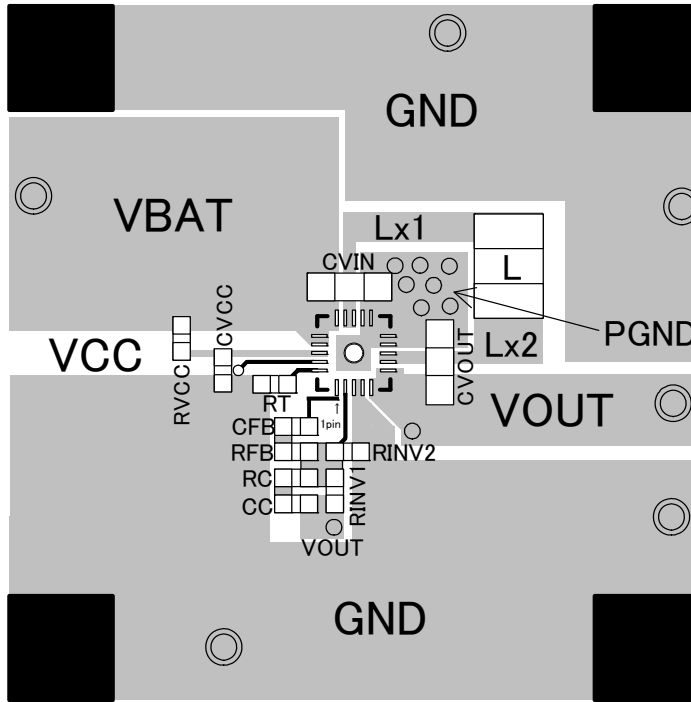 GND
VBAT
Lx1
CVIN
L
CVCC
PGND
VCC
Lx2
RVCC
CVOUT
RT
VOUT
CFB
1pin
RFB
RINV2
RC
RINV1
CC
VOUT
GND